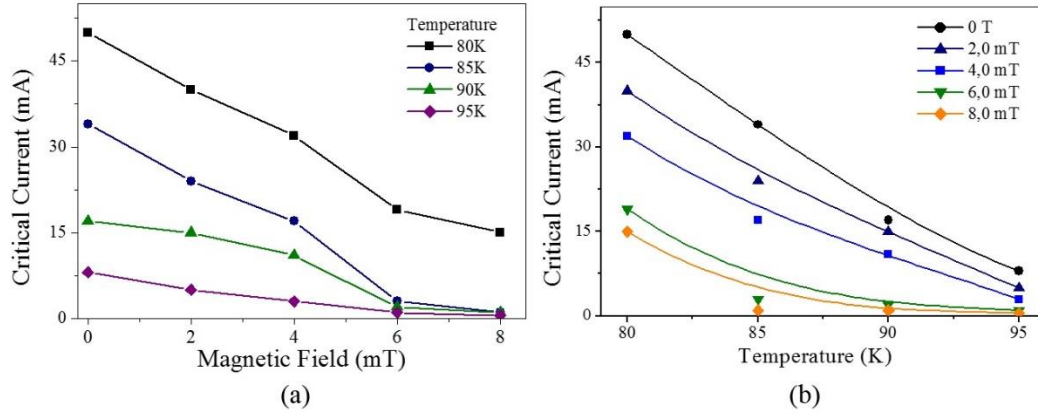 Critical Current (mA)
45
30
15
0
0 2 4 6 8
Magnetic Field (mT)
Temperature
80K
85K
90K
95K
(a)
Critical Current (mA)
45
30
15
0
80 85 90 95
Temperature (K)
0 T
2,0 mT
4,0 mT
6,0 mT
8,0 mT
(b)